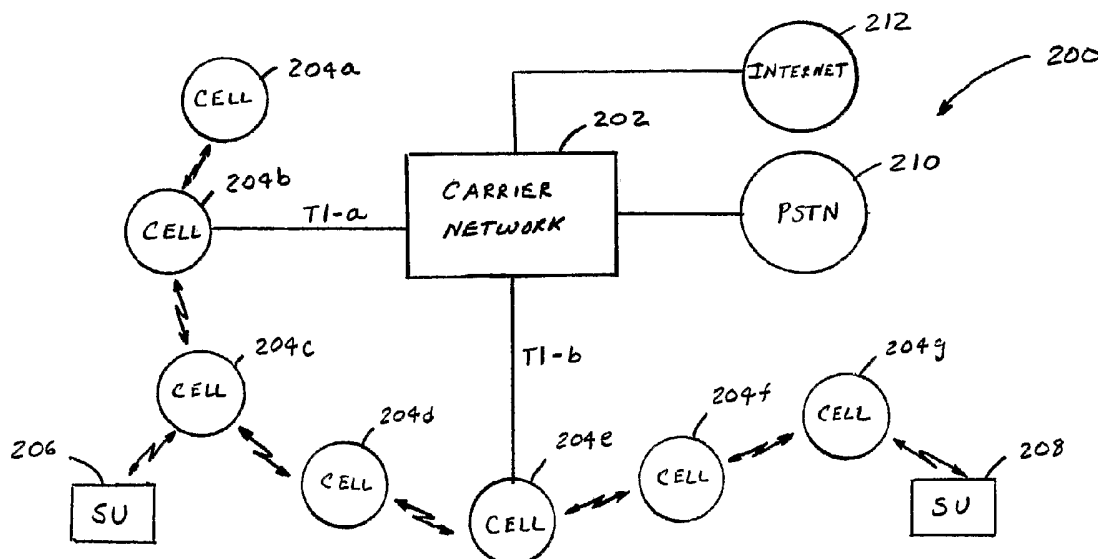 212
INTERNET
200
204a
CELL
202
204b
CELL
T1-a
CARRIER
NETWORK
210
PSTN
204c
CELL
T1-b
204g
CELL
204d
CELL
204f
CELL
204e
CELL
206
SU
208
SU